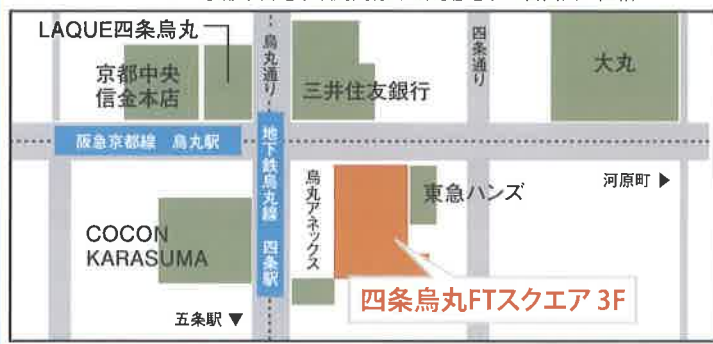 LAQUE四条烏丸
京都中央
信金本店
烏丸通り
三井住友銀行
四条通り
大丸
阪急京都線 烏丸駅
地下鉄烏丸線 四条駅
烏丸アネックス
東急ハンズ
河原町 ▶
COCON
KARASUMA
四条烏丸FTスクエア 3F
五条駅 ▼